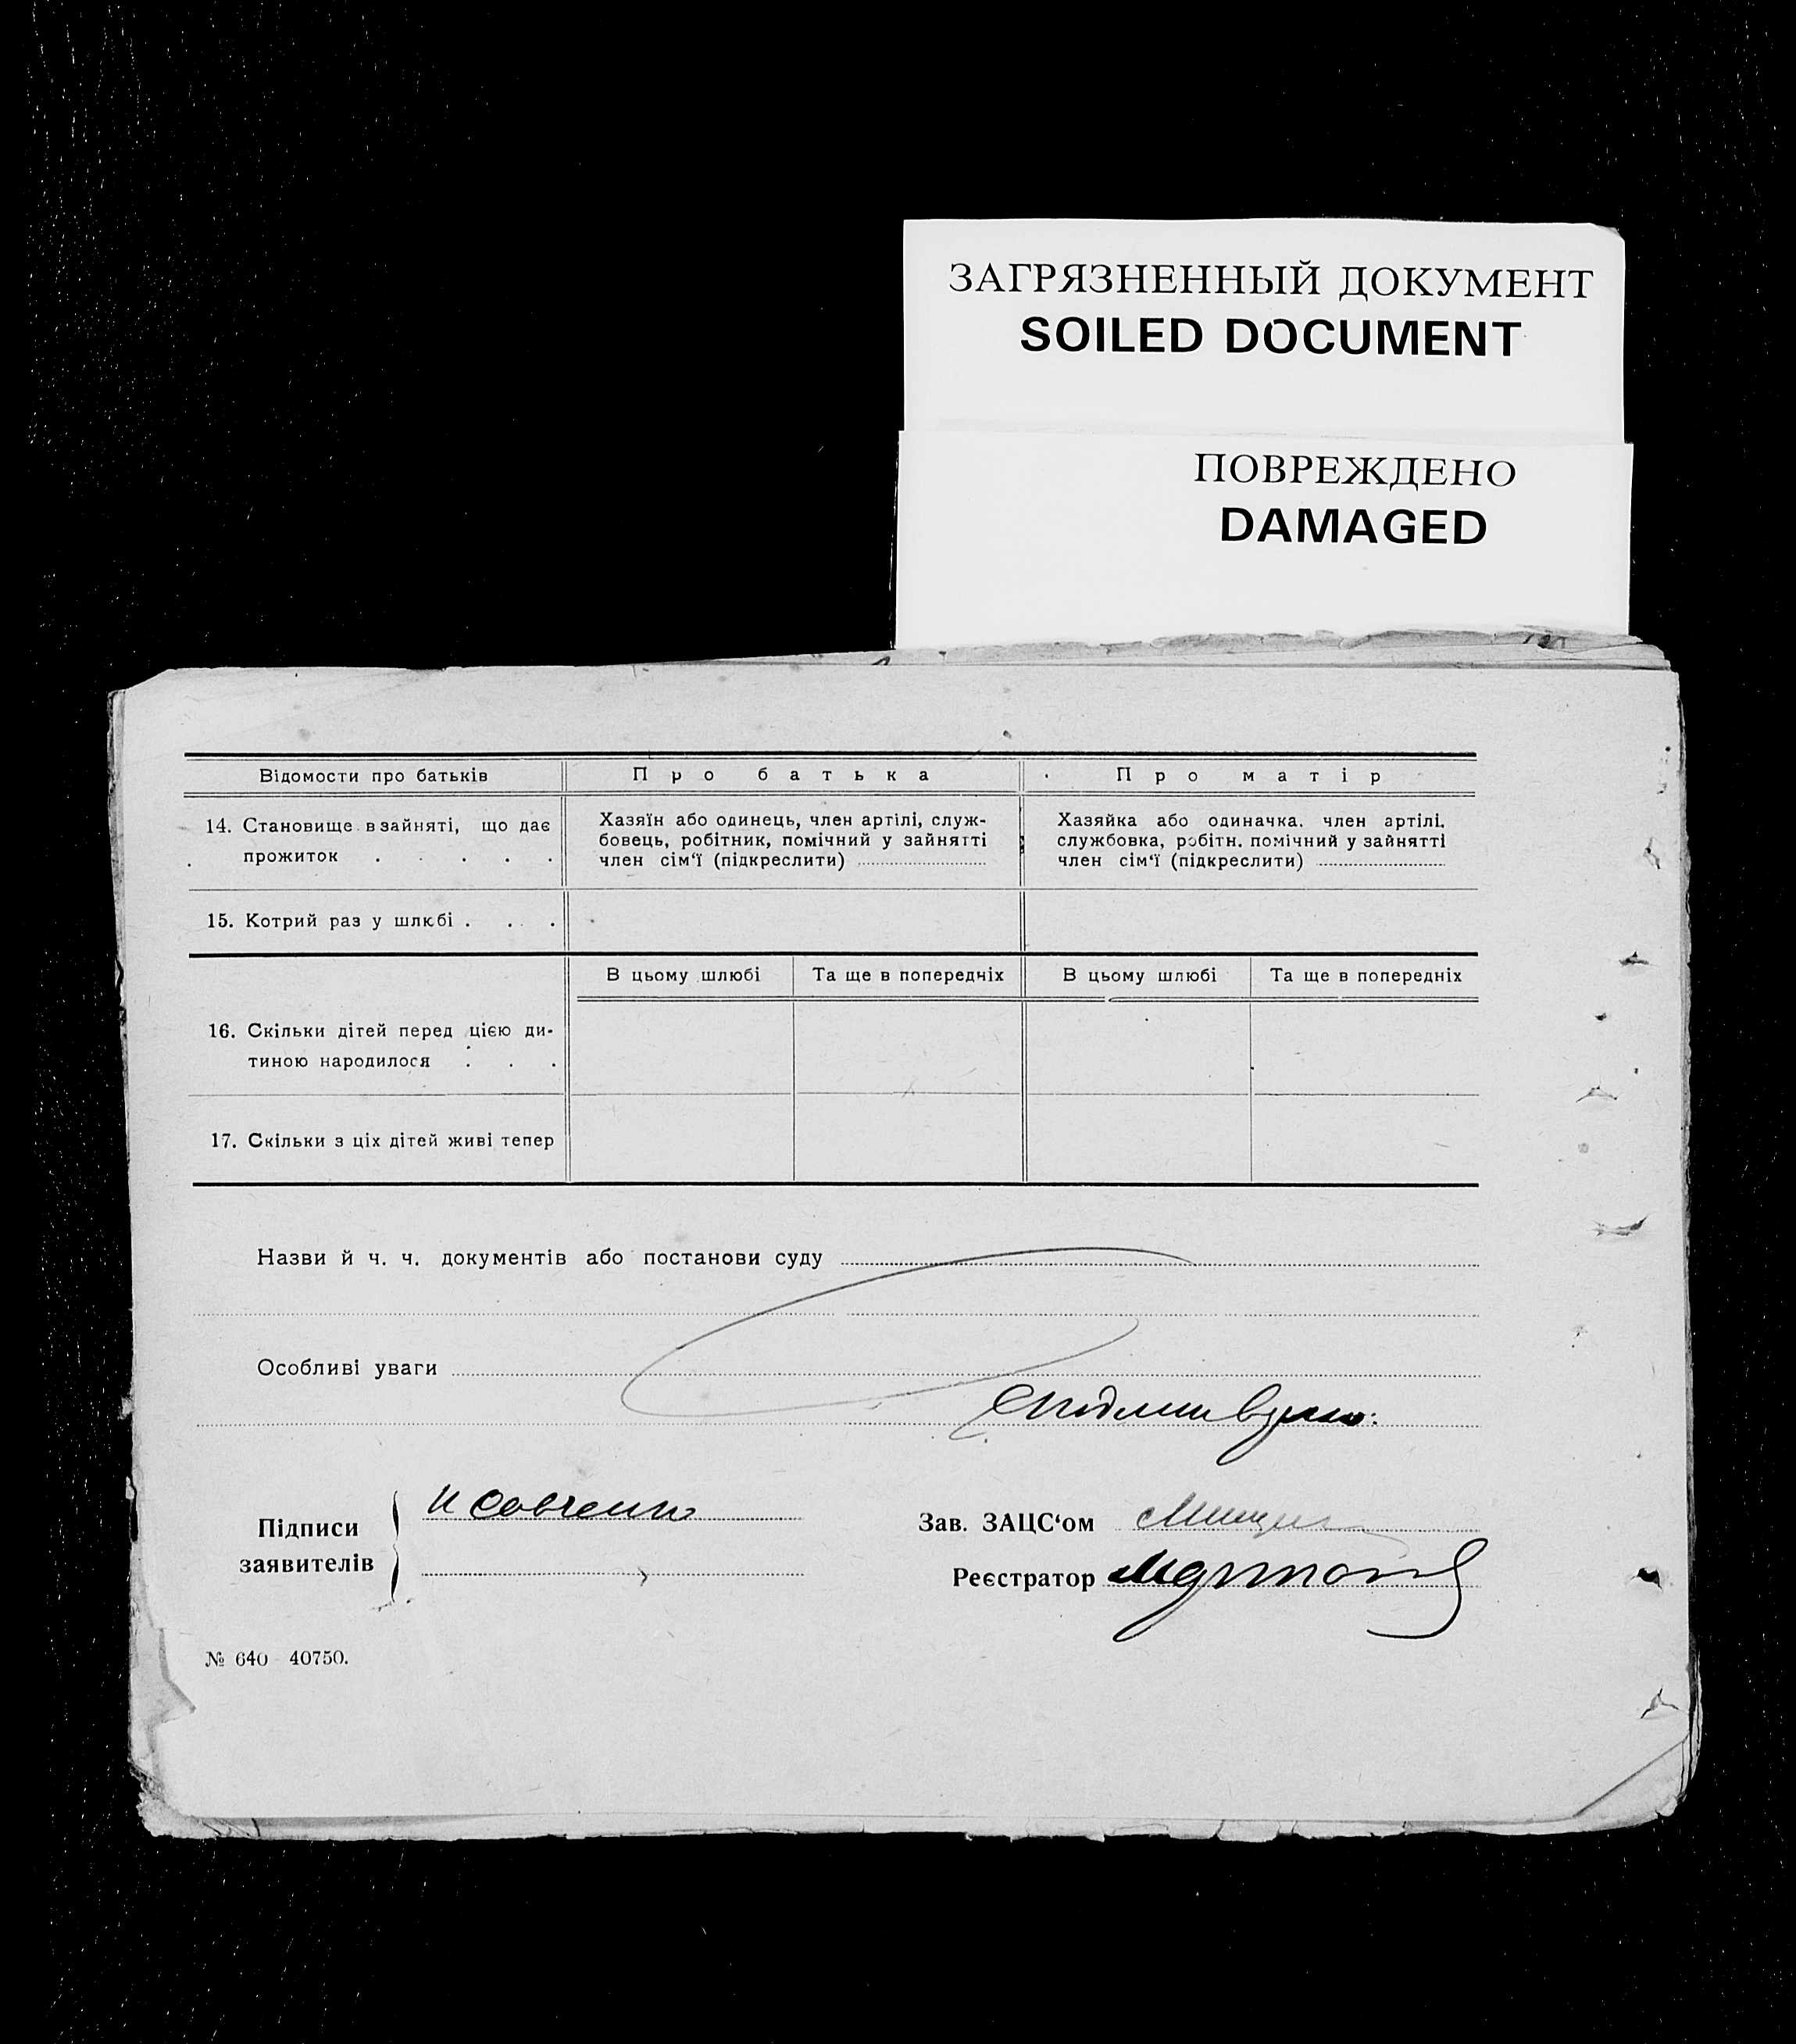 ЗАГРЯЗНЕННЫЙ ДОКУМЕНТ
SOILED DOCUMENT
ПОВРЕЖДЕНО
DAMAGED
Відомости про батьків
Про батька
Про матір
14. Становище в зайняті, що дає
прожиток . . . . .
Хазяїн або одинець, член артілі, служ-
бовець, робітник, помічний у зайнятті
член сім‘ї (підкреслити)
Хазяйка або одиначка. член артілі.
службовка, робітн. помічний у зайнятті
член сім‘ї (підкреслити)
15. Котрий раз у шлюбі . . . .
В цьому шлюбі
Та ще в попередніх
В цьому шлюбі
Та ще в попередніх
16. Скільки дітей перед цією ди-
тиною народилося . . .
17. Скільки з ціх дітей живі тепер
Назви й ч. ч. документів або постанови суду
Особливі уваги
Підписи
заявителів
Зав. ЗАЦС‘ом
Реєстратор
№ 640 40750.